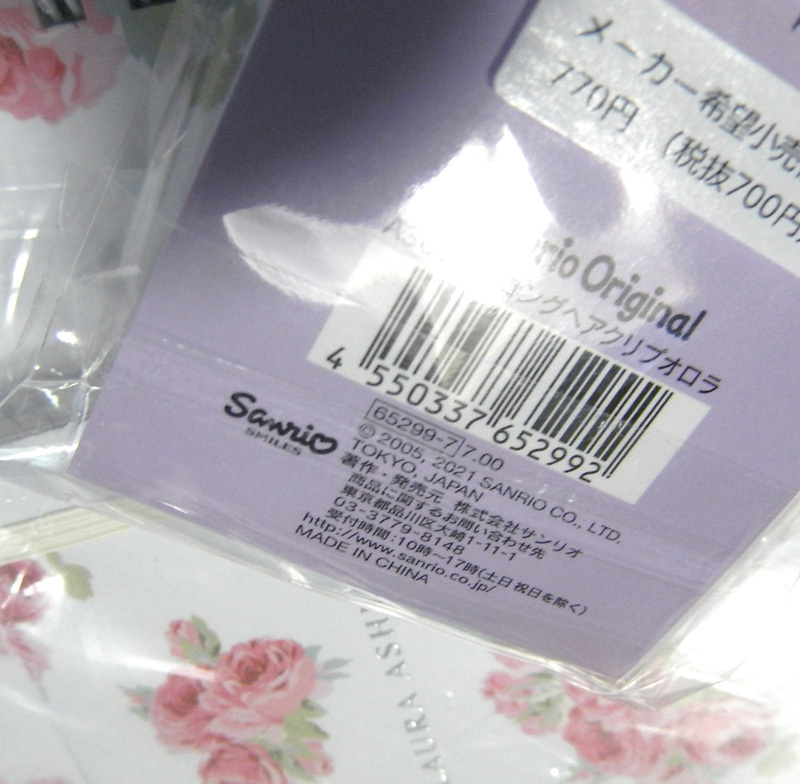 メーカー希望小売
770円 (税抜700円
rio Original
ングヘアクリプオロラ
4 550337 652992
Sanrio
SMILES
65299-7 7.00
© 2005, 2021 SANRIO CO., LTD.
TOKYO, JAPAN
著作・発売元 株式会社サンリオ
商品に関するお問い合わせ先
東京都品川区大崎1-11-1
03-3779-8148
受付時間:10時〜17時(土日祝日を除く)
http://www.sanrio.co.jp/
MADE IN CHINA
LAURA ASH